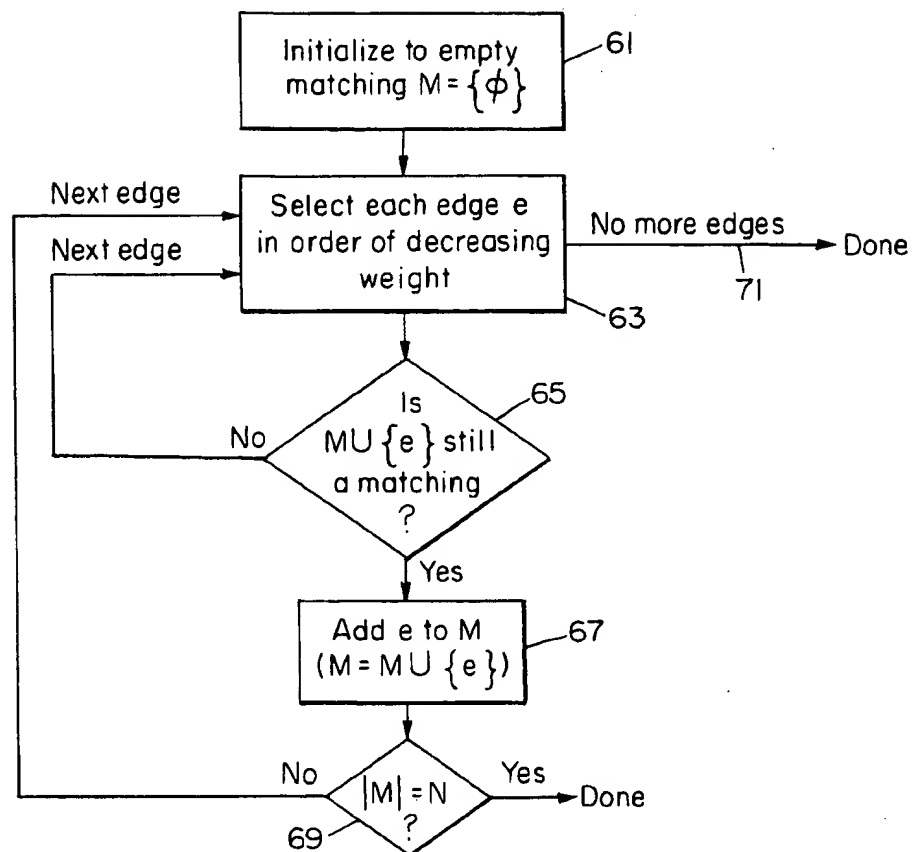 Initialize to empty
matching M = {ϕ}
61
Next edge
Select each edge e
in order of decreasing
weight
No more edges
Done
Next edge
71
63
Is
M∪{e} still
a matching
?
65
No
Yes
Add e to M
(M = M ∪ {e})
67
No
|M| = N
?
Yes
Done
69